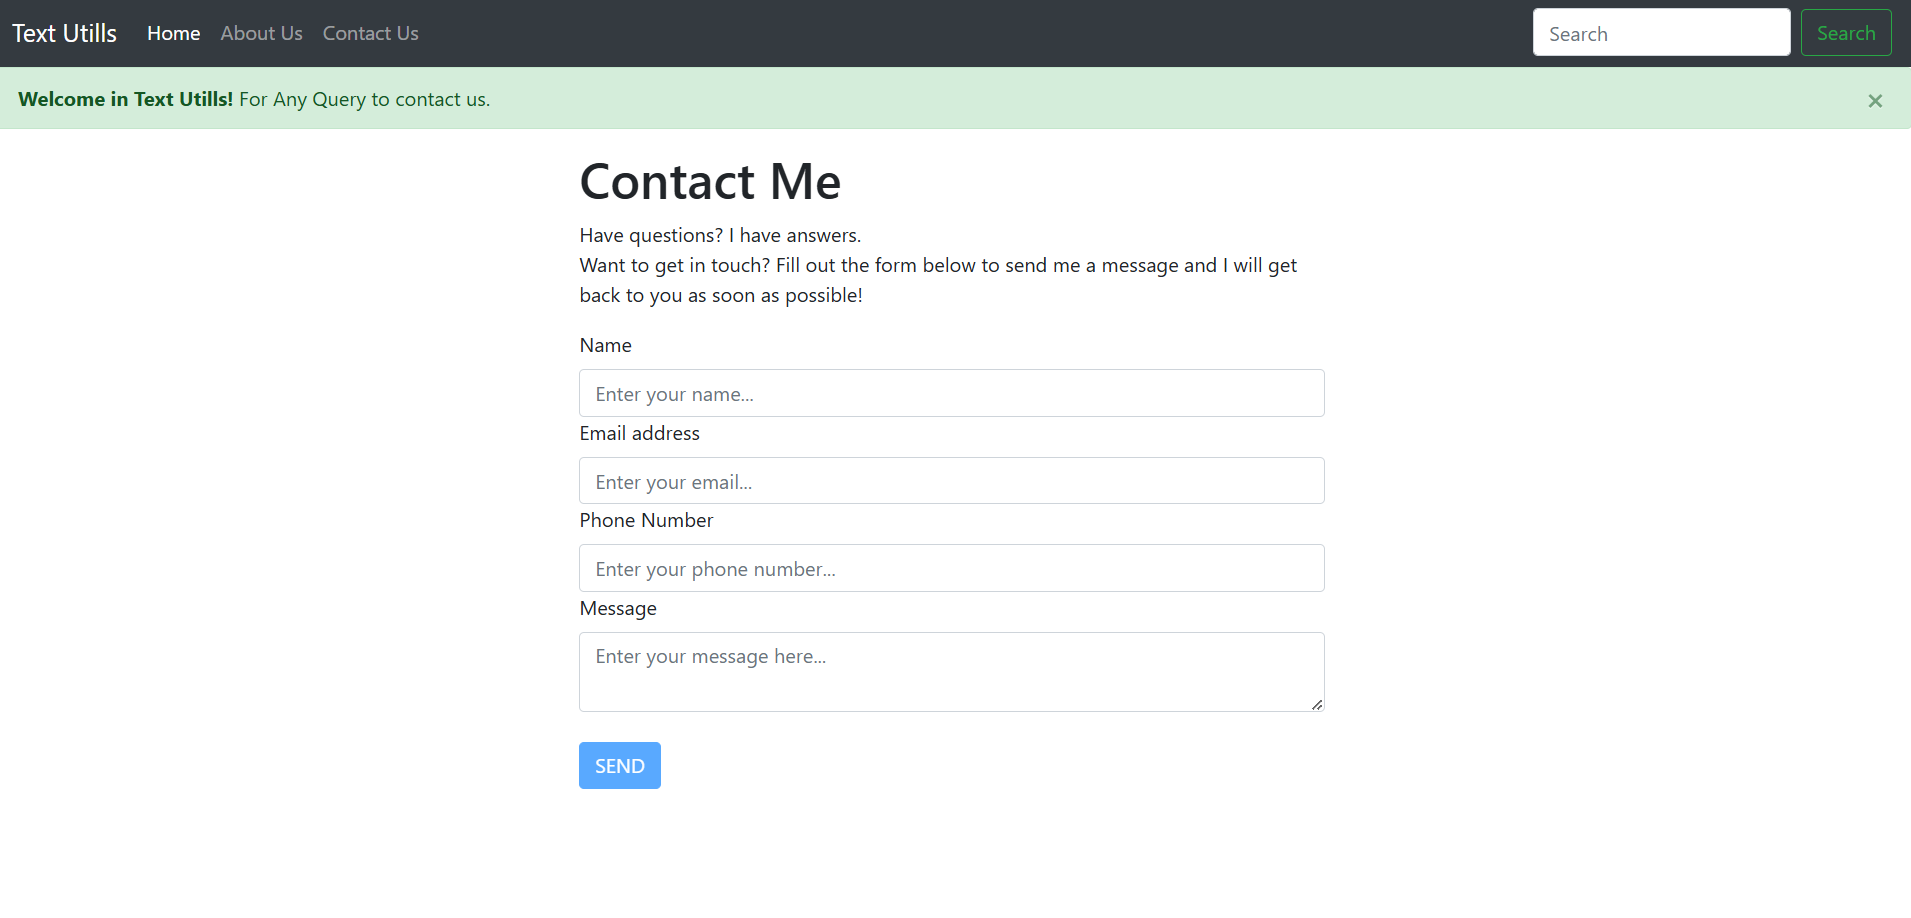 Text Utills Home About Us Contact Us Search Search
Welcome in Text Utills! For Any Query to contact us. ×
Contact Me
Have questions? I have answers.
Want to get in touch? Fill out the form below to send me a message and I will get
back to you as soon as possible!
Name
Enter your name...
Email address
Enter your email...
Phone Number
Enter your phone number...
Message
Enter your message here...
SEND